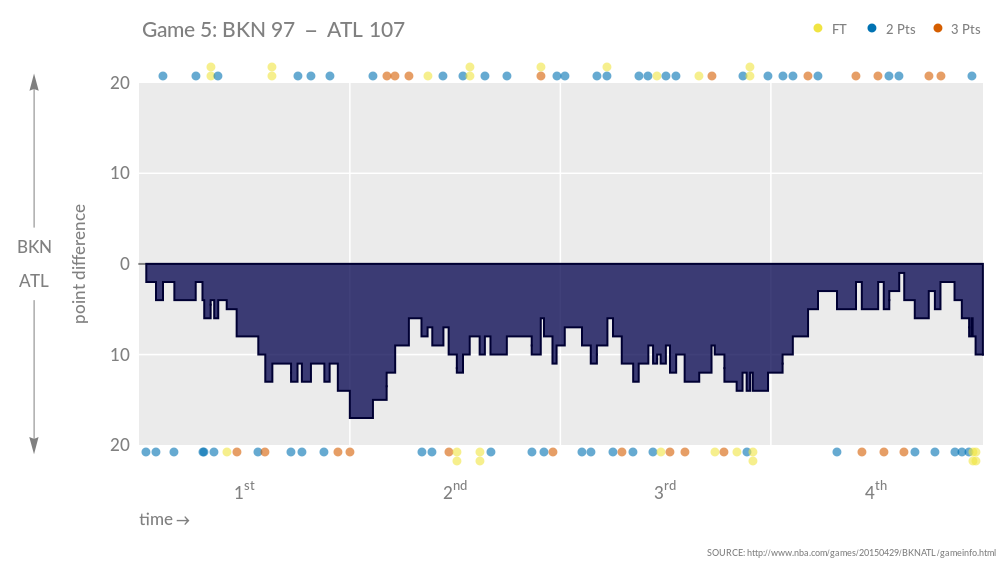 Game 5: BKN 97 – ATL 107
FT
2 Pts
3 Pts
20
10
0
10
20
BKN
ATL
point difference
1st
2nd
3rd
4th
time→
SOURCE: http://www.nba.com/games/20150429/BKNATL/gameinfo.html